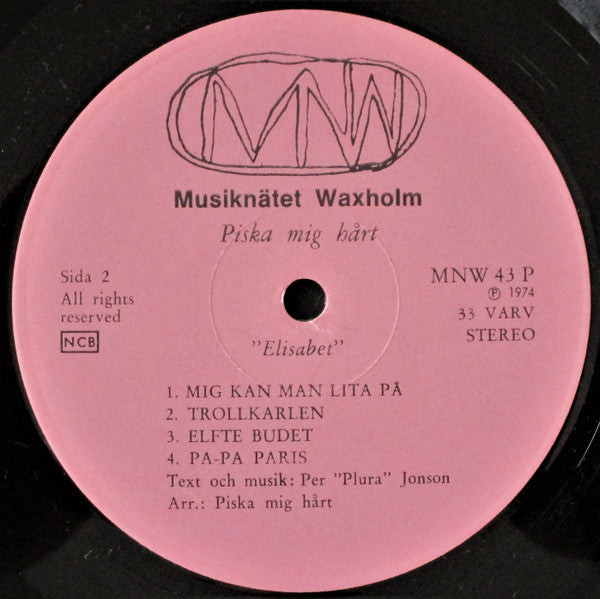 MNW
Musiknätet Waxholm
Piska mig hårt
Sida 2
All rights
reserved
NCB
MNW 43 P
Ⓟ 1974
33 VARV
STEREO
"Elisabet"
1. MIG KAN MAN LITA PÅ
2. TROLLKARLEN
3. ELFTE BUDET
4. PA-PA PARIS
Text och musik: Per "Plura" Jonson
Arr.: Piska mig hårt